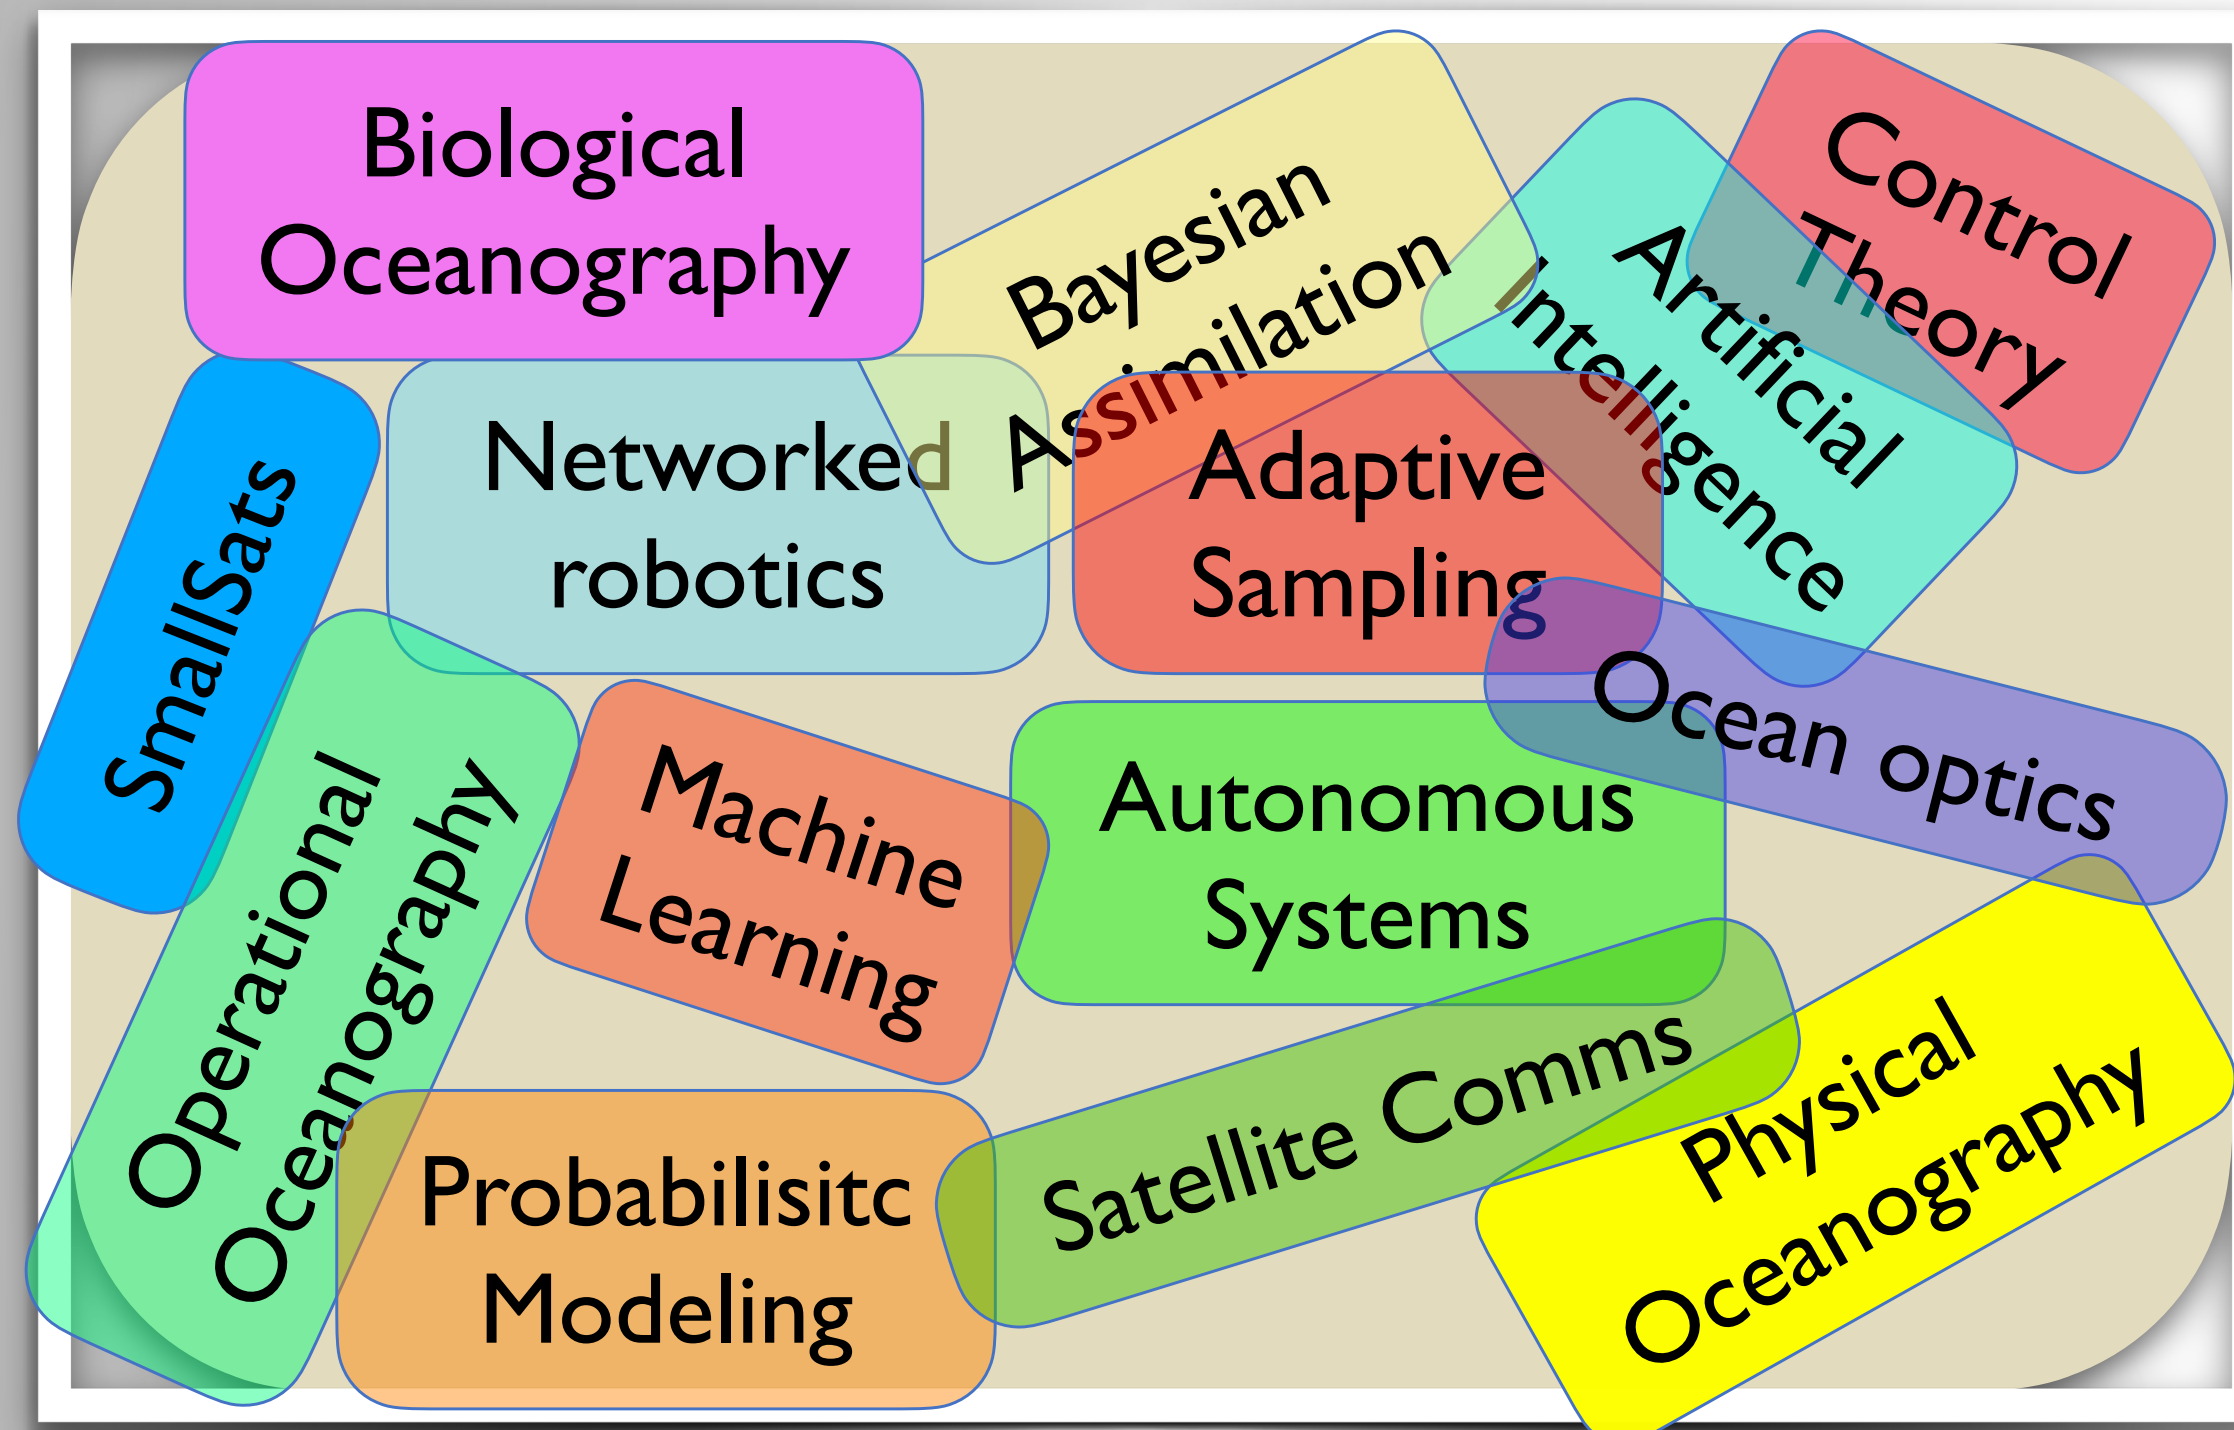 Biological
Oceanography
Bayesian
Assimilation
Artificial
Intelligence
Control
Theory
SmallSats
Networked
robotics
Adaptive
Sampling
Ocean optics
Operational
Oceanography
Machine
Learning
Autonomous
Systems
Probabilisitc
Modeling
Satellite Comms
Physical
Oceanography